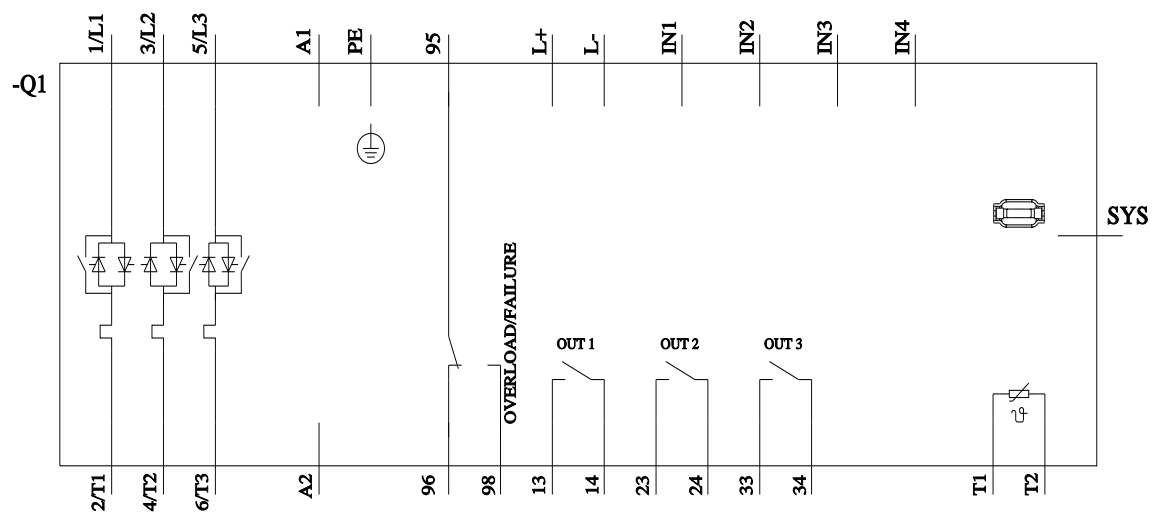 1/L1
3/L2
5/L3
A1
PE
95
L+
L-
IN1
IN2
IN3
IN4
-Q1
SYS
OVERLOAD/FAILURE
OUT 1
OUT 2
OUT 3
ϑ
2/T1
4/T2
6/T3
A2
96
98
13
14
23
24
33
34
T1
T2